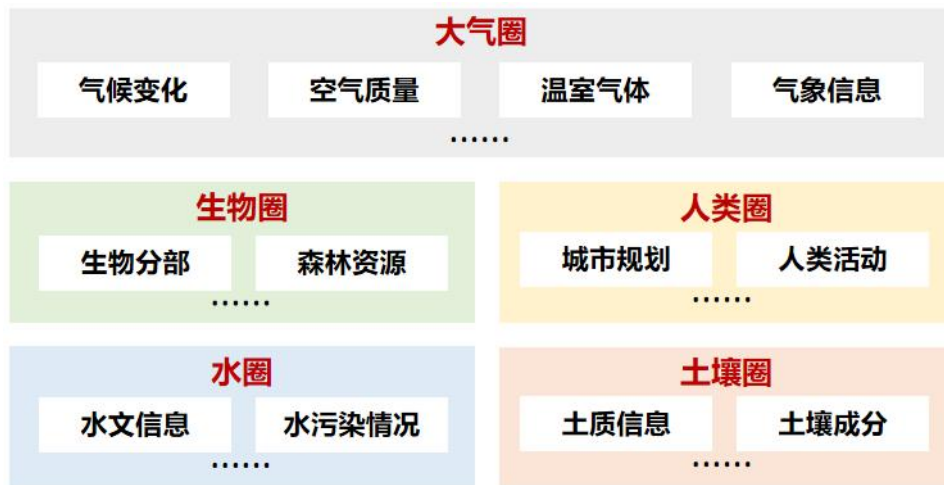 大气圈
气候变化 空气质量 温室气体 气象信息
……
生物圈
生物分部 森林资源
……
人类圈
城市规划 人类活动
……
水圈
水文信息 水污染情况
……
土壤圈
土质信息 土壤成分
……